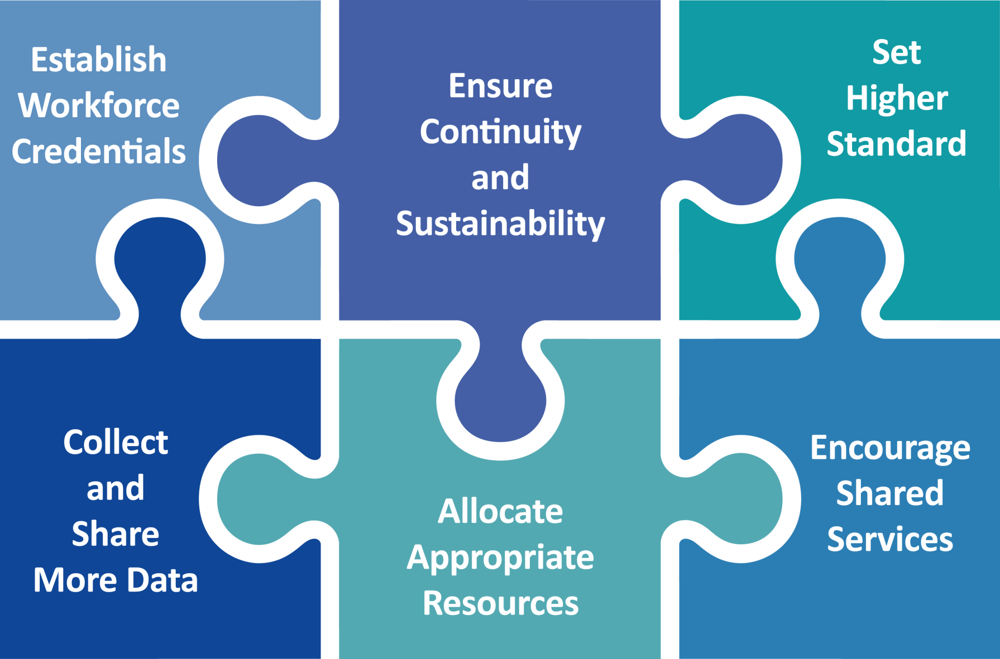 Establish
Workforce
Credentials
Ensure
Continuity
and
Sustainability
Set
Higher
Standard
Collect
and
Share
More Data
Allocate
Appropriate
Resources
Encourage
Shared
Services